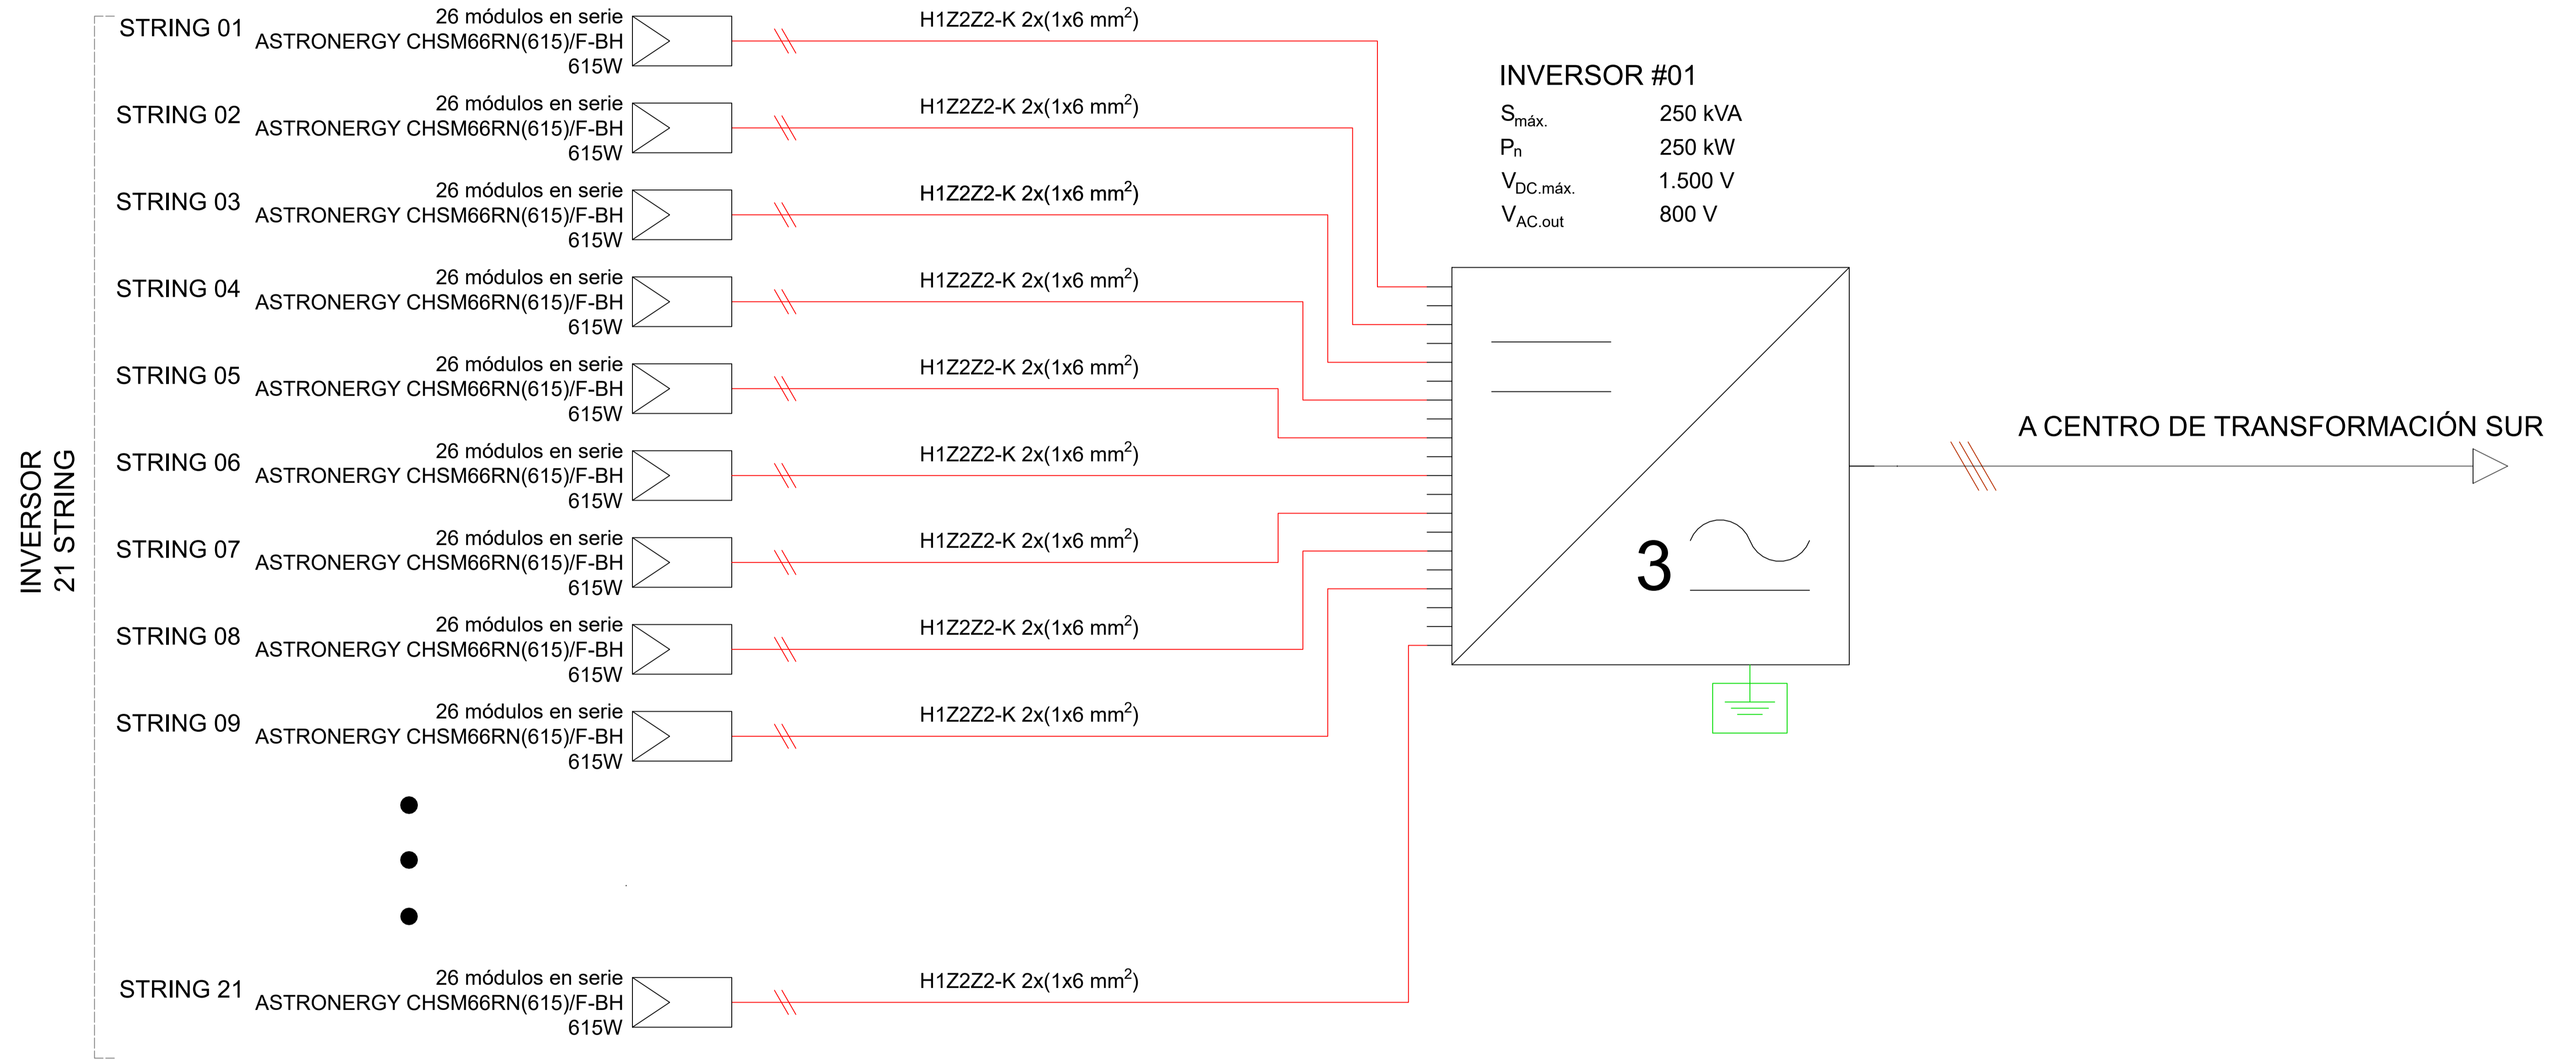 INVERSOR
21 STRING
STRING 01
26 módulos en serie
ASTRONERGY CHSM66RN(615)/F-BH
615W
H1Z2Z2-K 2x(1x6 mm²)
STRING 02
26 módulos en serie
ASTRONERGY CHSM66RN(615)/F-BH
615W
H1Z2Z2-K 2x(1x6 mm²)
STRING 03
26 módulos en serie
ASTRONERGY CHSM66RN(615)/F-BH
615W
H1Z2Z2-K 2x(1x6 mm²)
STRING 04
26 módulos en serie
ASTRONERGY CHSM66RN(615)/F-BH
615W
H1Z2Z2-K 2x(1x6 mm²)
STRING 05
26 módulos en serie
ASTRONERGY CHSM66RN(615)/F-BH
615W
H1Z2Z2-K 2x(1x6 mm²)
STRING 06
26 módulos en serie
ASTRONERGY CHSM66RN(615)/F-BH
615W
H1Z2Z2-K 2x(1x6 mm²)
STRING 07
26 módulos en serie
ASTRONERGY CHSM66RN(615)/F-BH
615W
H1Z2Z2-K 2x(1x6 mm²)
STRING 08
26 módulos en serie
ASTRONERGY CHSM66RN(615)/F-BH
615W
H1Z2Z2-K 2x(1x6 mm²)
STRING 09
26 módulos en serie
ASTRONERGY CHSM66RN(615)/F-BH
615W
H1Z2Z2-K 2x(1x6 mm²)
STRING 21
26 módulos en serie
ASTRONERGY CHSM66RN(615)/F-BH
615W
H1Z2Z2-K 2x(1x6 mm²)
INVERSOR #01
Smáx. 250 kVA
Pn 250 kW
VDC.máx. 1.500 V
VAC.out 800 V
3
A CENTRO DE TRANSFORMACIÓN SUR